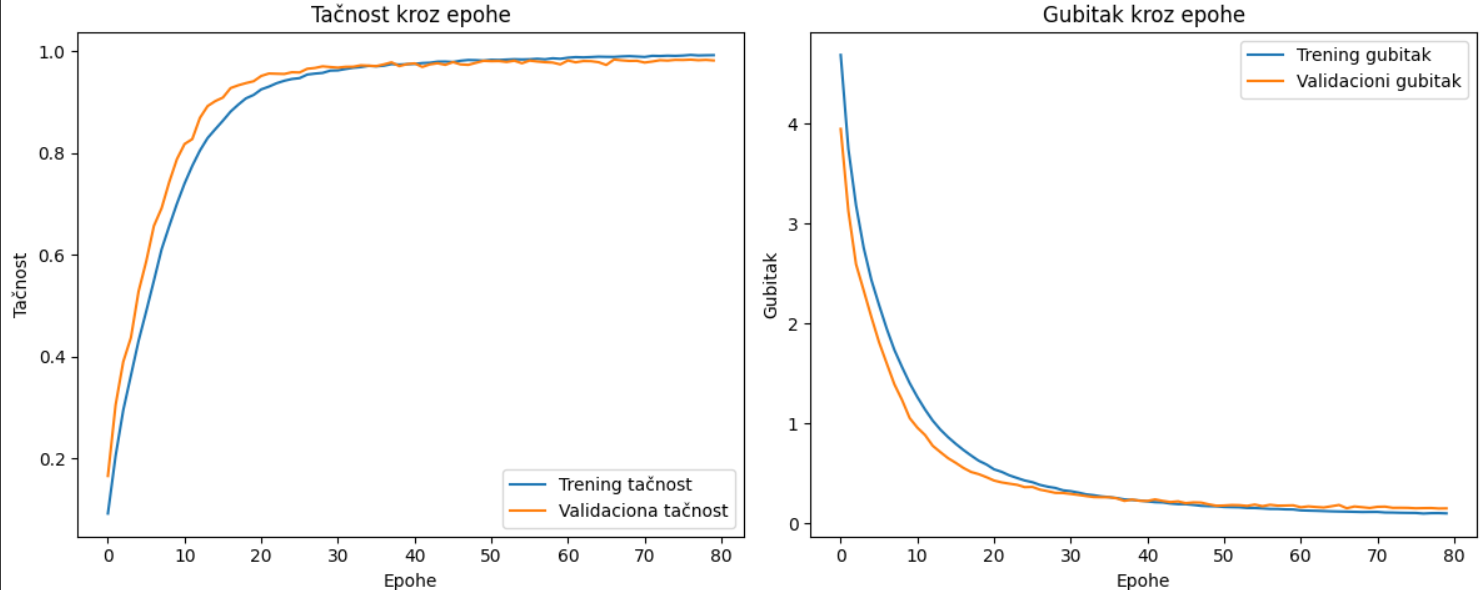 Tačnost kroz epohe
1.0
0.8
0.6
0.4
0.2
Tačnost
0 10 20 30 40 50 60 70 80
Epohe
Trening tačnost
Validaciona tačnost
Gubitak kroz epohe
4
3
2
1
0
Gubitak
0 10 20 30 40 50 60 70 80
Epohe
Trening gubitak
Validacioni gubitak